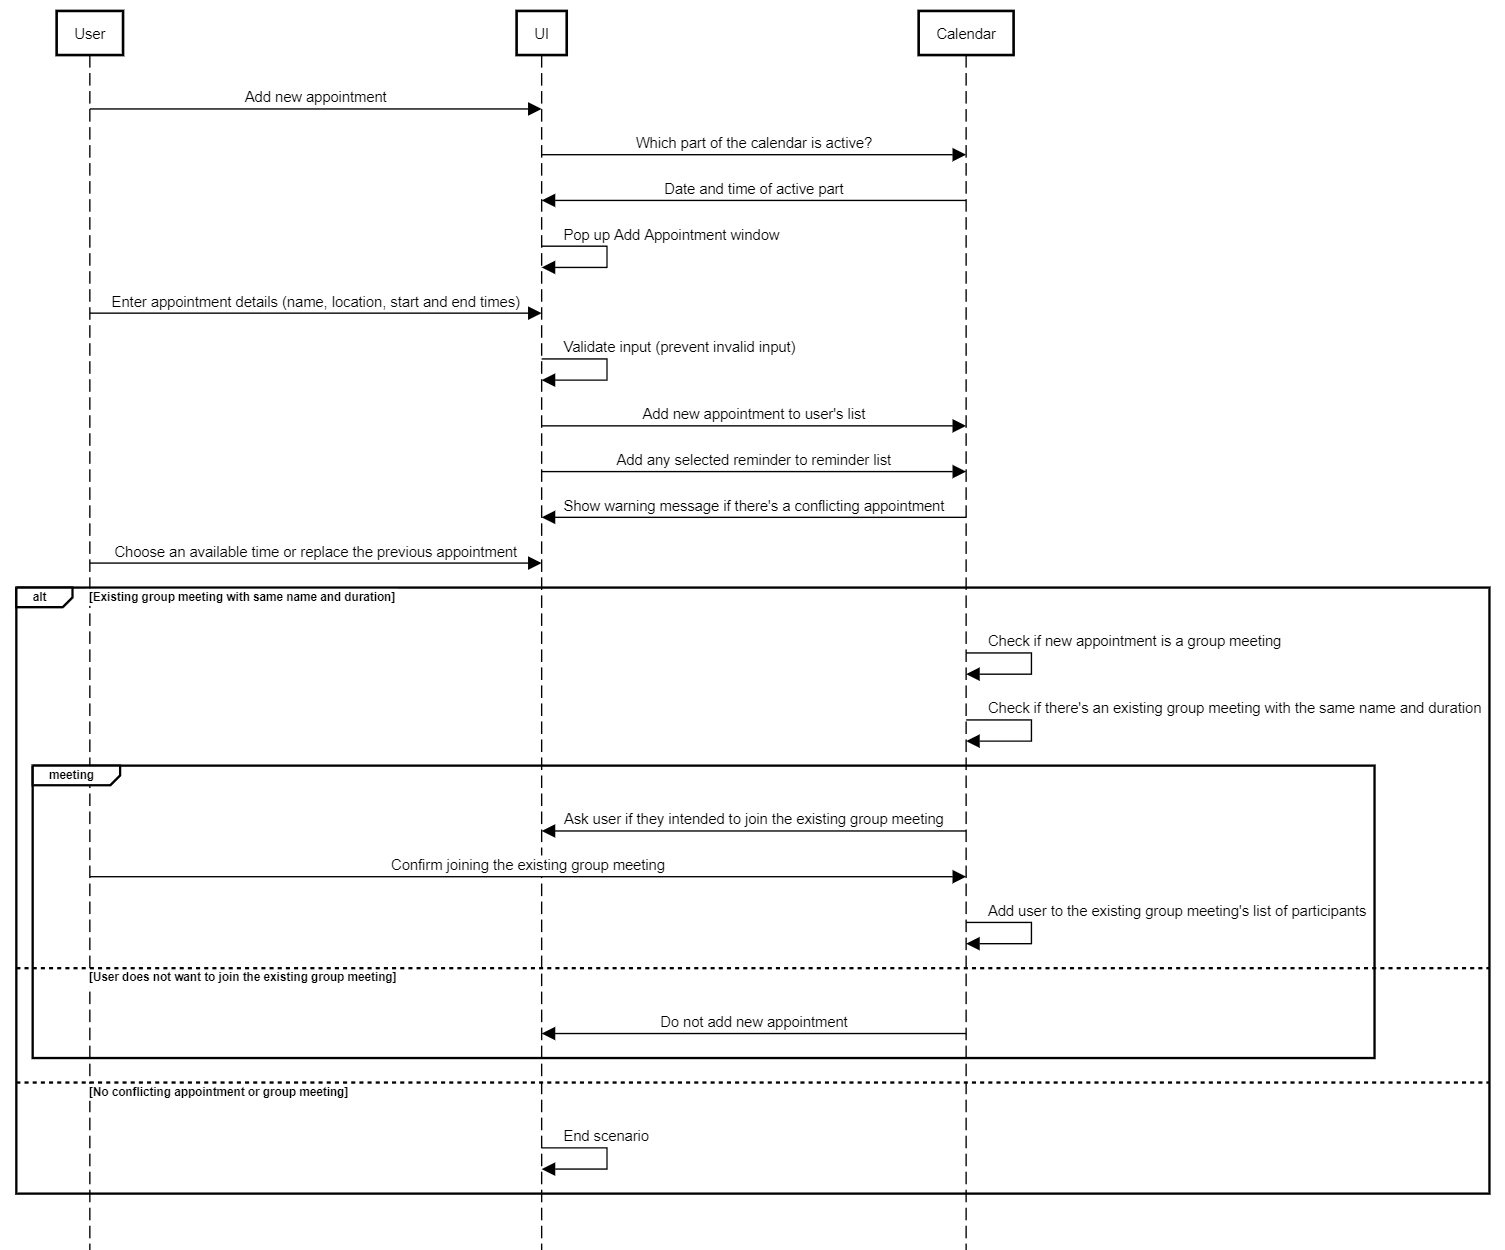 User
UI
Calendar
Add new appointment
Which part of the calendar is active?
Date and time of active part
Pop up Add Appointment window
Enter appointment details (name, location, start and end times)
Validate input (prevent invalid input)
Add new appointment to user's list
Add any selected reminder to reminder list
Show warning message if there's a conflicting appointment
Choose an available time or replace the previous appointment
alt
[Existing group meeting with same name and duration]
Check if new appointment is a group meeting
Check if there's an existing group meeting with the same name and duration
meeting
Ask user if they intended to join the existing group meeting
Confirm joining the existing group meeting
Add user to the existing group meeting's list of participants
[User does not want to join the existing group meeting]
Do not add new appointment
[No conflicting appointment or group meeting]
End scenario